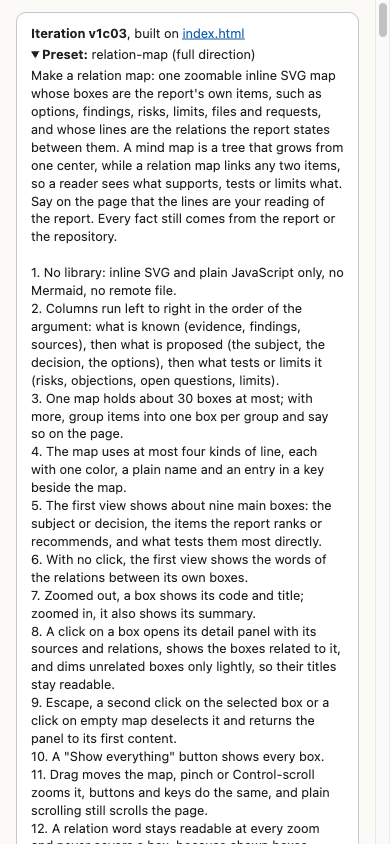 Iteration v1c03, built on index.html
▼ Preset: relation-map (full direction)
Make a relation map: one zoomable inline SVG map
whose boxes are the report's own items, such as
options, findings, risks, limits, files and requests,
and whose lines are the relations the report states
between them. A mind map is a tree that grows from
one center, while a relation map links any two items,
so a reader sees what supports, tests or limits what.
Say on the page that the lines are your reading of
the report. Every fact still comes from the report or
the repository.

1. No library: inline SVG and plain JavaScript only, no
Mermaid, no remote file.
2. Columns run left to right in the order of the
argument: what is known (evidence, findings,
sources), then what is proposed (the subject, the
decision, the options), then what tests or limits it
(risks, objections, open questions, limits).
3. One map holds about 30 boxes at most; with
more, group items into one box per group and say
so on the page.
4. The map uses at most four kinds of line, each
with one color, a plain name and an entry in a key
beside the map.
5. The first view shows about nine main boxes: the
subject or decision, the items the report ranks or
recommends, and what tests them most directly.
6. With no click, the first view shows the words of
the relations between its own boxes.
7. Zoomed out, a box shows its code and title;
zoomed in, it also shows its summary.
8. A click on a box opens its detail panel with its
sources and relations, shows the boxes related to it,
and dims unrelated boxes only lightly, so their titles
stay readable.
9. Escape, a second click on the selected box or a
click on empty map deselects it and returns the
panel to its first content.
10. A "Show everything" button shows every box.
11. Drag moves the map, pinch or Control-scroll
zooms it, buttons and keys do the same, and plain
scrolling still scrolls the page.
12. A relation word stays readable at every zoom
and never covers a box, because shown boxes